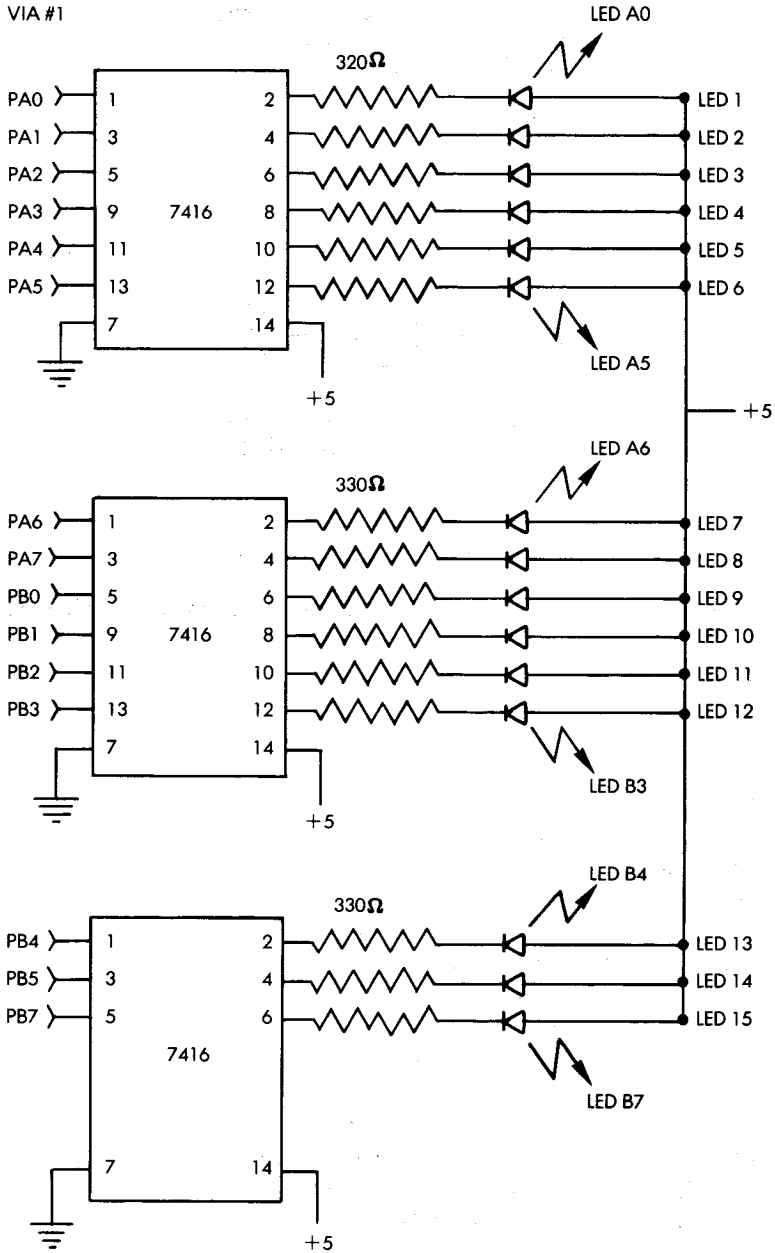 VIA #1
LED A0
320Ω
PA0 1 2 LED 1
PA1 3 4 LED 2
PA2 5 6 LED 3
PA3 9 7416 8 LED 4
PA4 11 10 LED 5
PA5 13 12 LED 6
7 14
LED A5
+5
+5
LED A6
330Ω
PA6 1 2 LED 7
PA7 3 4 LED 8
PB0 5 6 LED 9
PB1 9 7416 8 LED 10
PB2 11 10 LED 11
PB3 13 12 LED 12
7 14
LED B3
+5
LED B4
330Ω
PB4 1 2 LED 13
PB5 3 4 LED 14
PB7 5 6 LED 15
7416
LED B7
7 14
+5